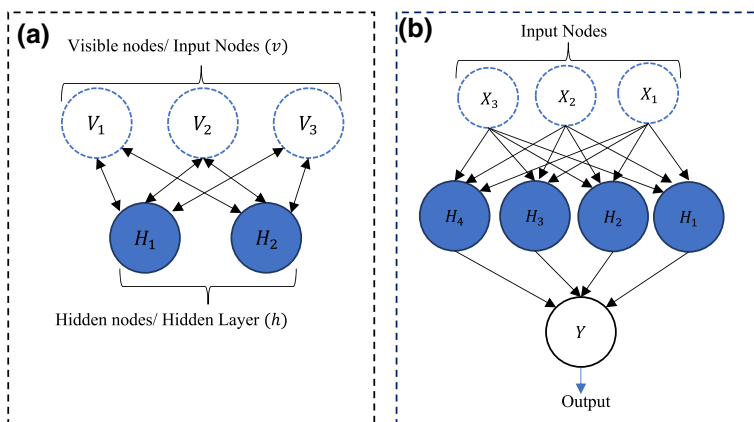 (a)
Visible nodes/ Input Nodes (v)
V1 V2 V3
H1 H2
Hidden nodes/ Hidden Layer (h)
(b)
Input Nodes
X3 X2 X1
H4 H3 H2 H1
Y
Output